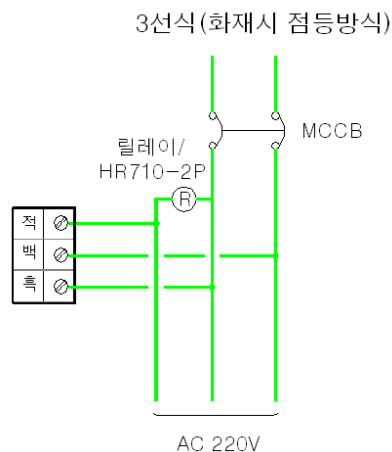 3선식(화재시 점등방식)
MCCB
릴레이/
HR710-2P
R
적
백
흑
AC 220V